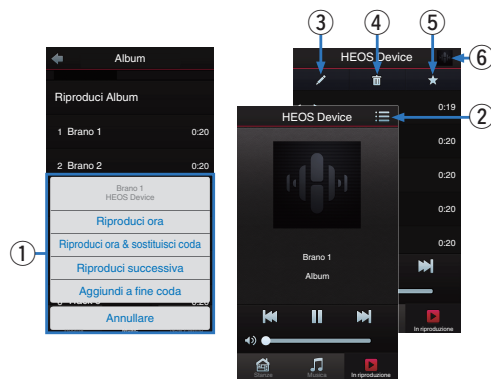 3
4
5
6
2
1
Album
Riproduci Album
1 Brano 1 0:20
2 Brano 2 0:20
Brano 1
HEOS Device
Riproduci ora
Riproduci ora & sostituisci coda
Riproduci successiva
Aggiundi a fine coda
0:20
Annullare
HEOS Device
0:19
0:20
0:20
0:20
0:20
HEOS Device
Brano 1
Album
Stanze Musica In riproduzione